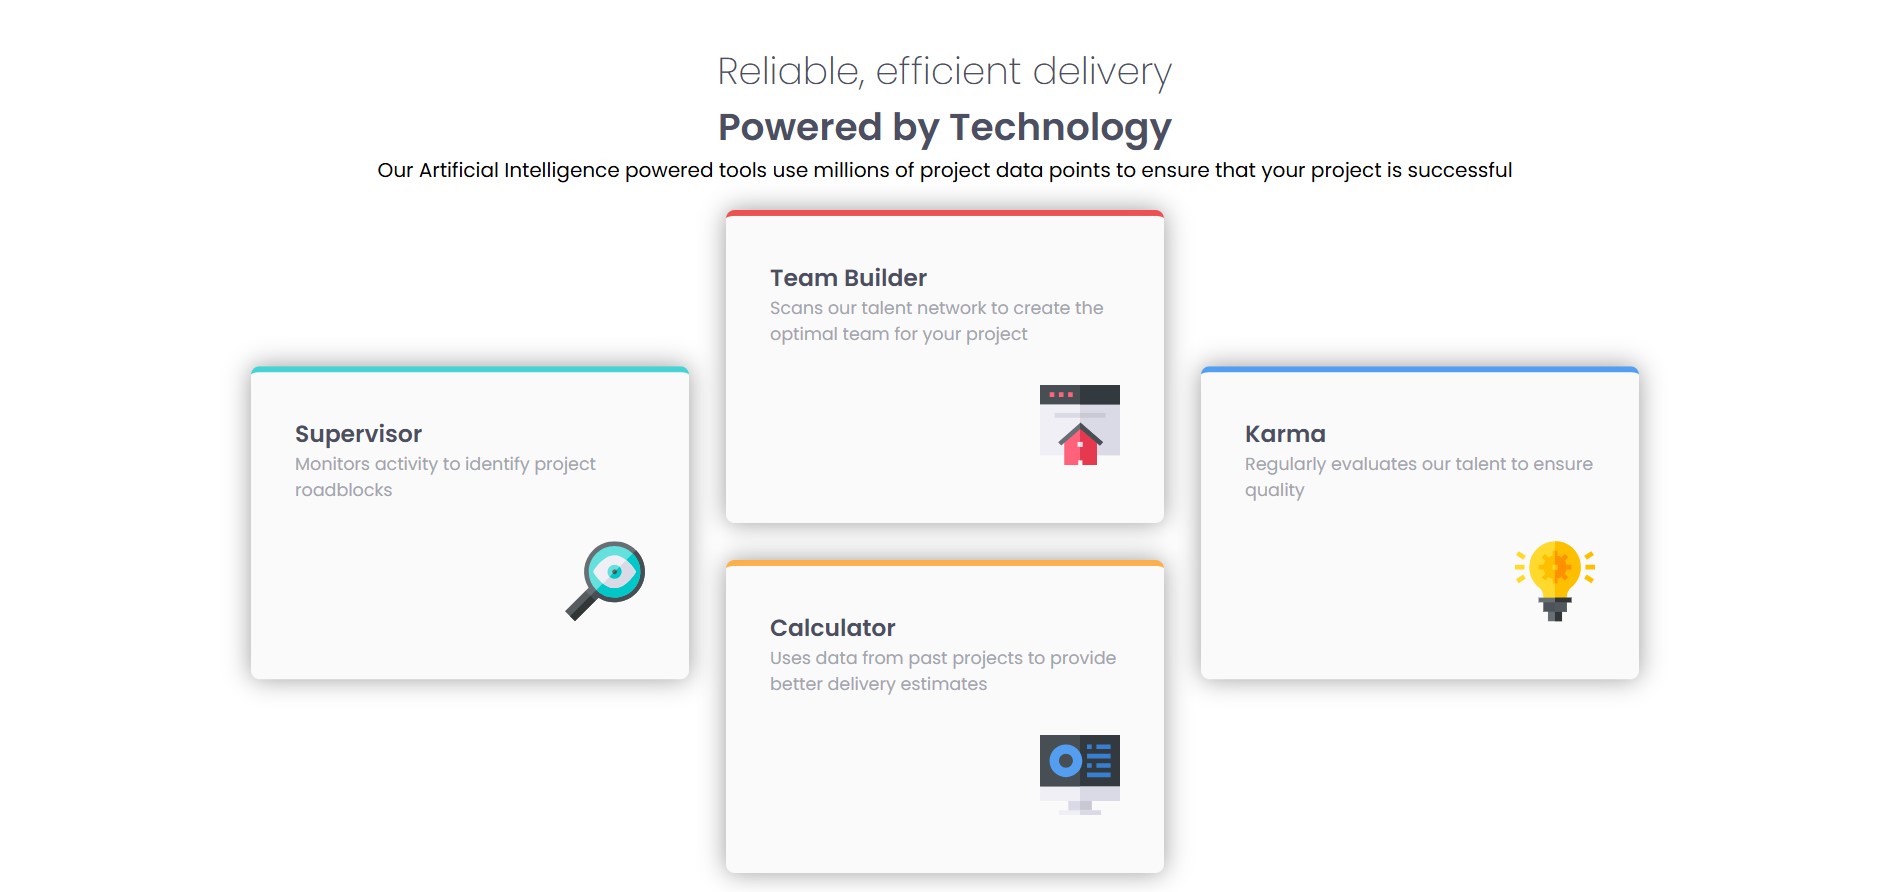 Reliable, efficient delivery
Powered by Technology
Our Artificial Intelligence powered tools use millions of project data points to ensure that your project is successful
Team Builder
Scans our talent network to create the
optimal team for your project
Supervisor
Monitors activity to identify project
roadblocks
Karma
Regularly evaluates our talent to ensure
quality
Calculator
Uses data from past projects to provide
better delivery estimates